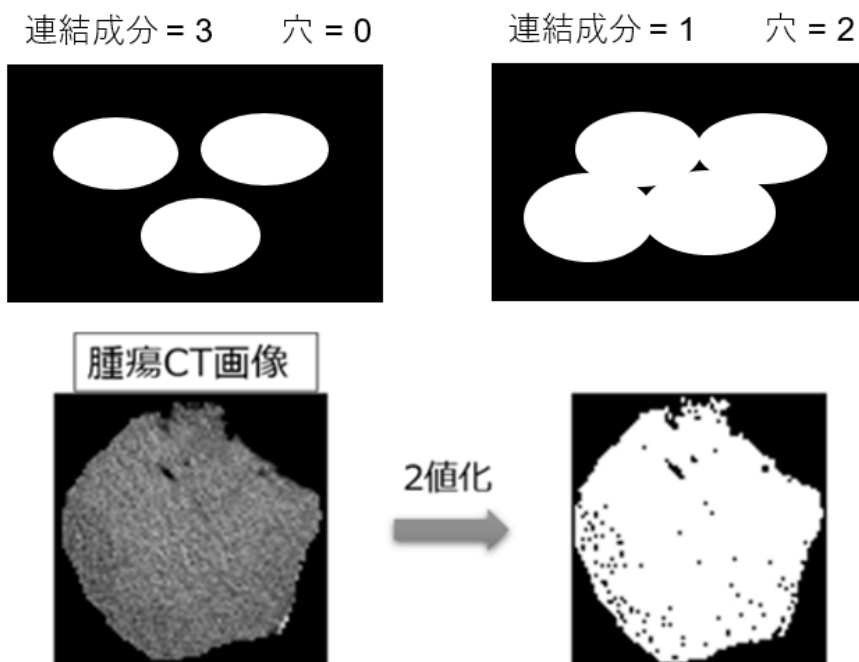 連結成分 = 3 穴 = 0
連結成分 = 1 穴 = 2
腫瘍CT画像
2値化